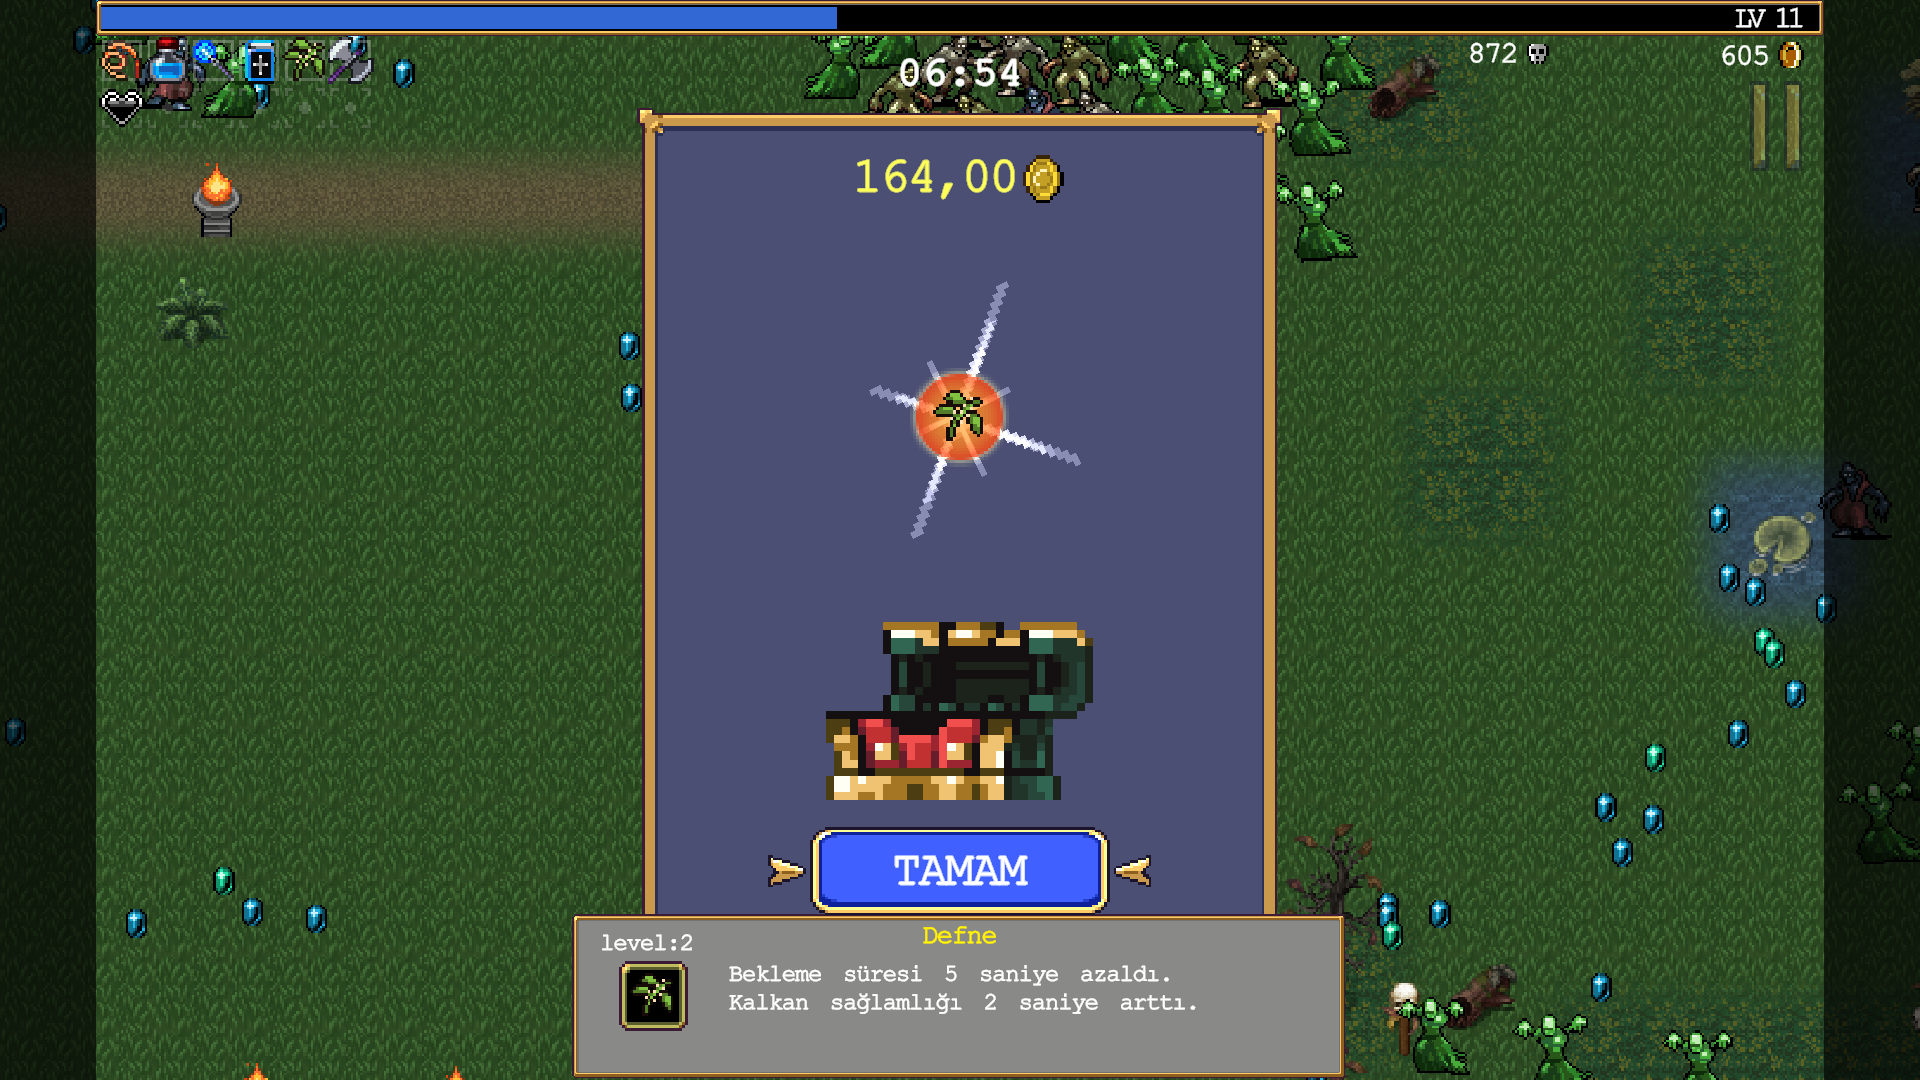 LV 11
872
605
06:54
164,00
TAMAM
Defne
level:2
Bekleme süresi 5 saniye azaldı.
Kalkan sağlamlığı 2 saniye arttı.